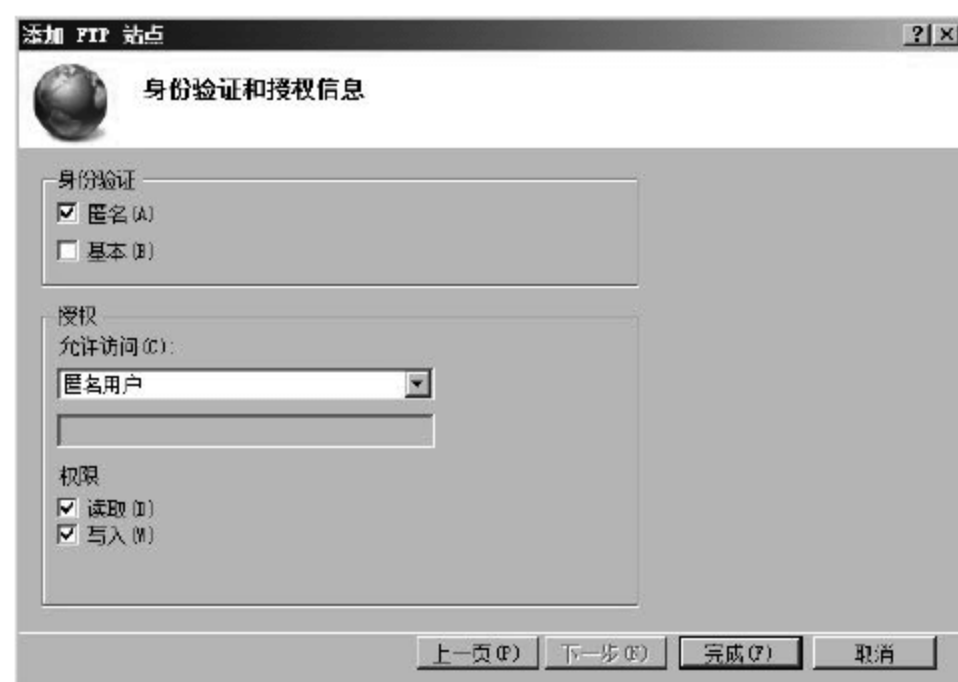 添加 FTP 站点
身份验证和授权信息
身份验证
匿名(A)
基本(B)
授权
允许访问(C):
匿名用户
权限
读取(D)
写入(W)
上一页(P) 下一步(N) 完成(F) 取消